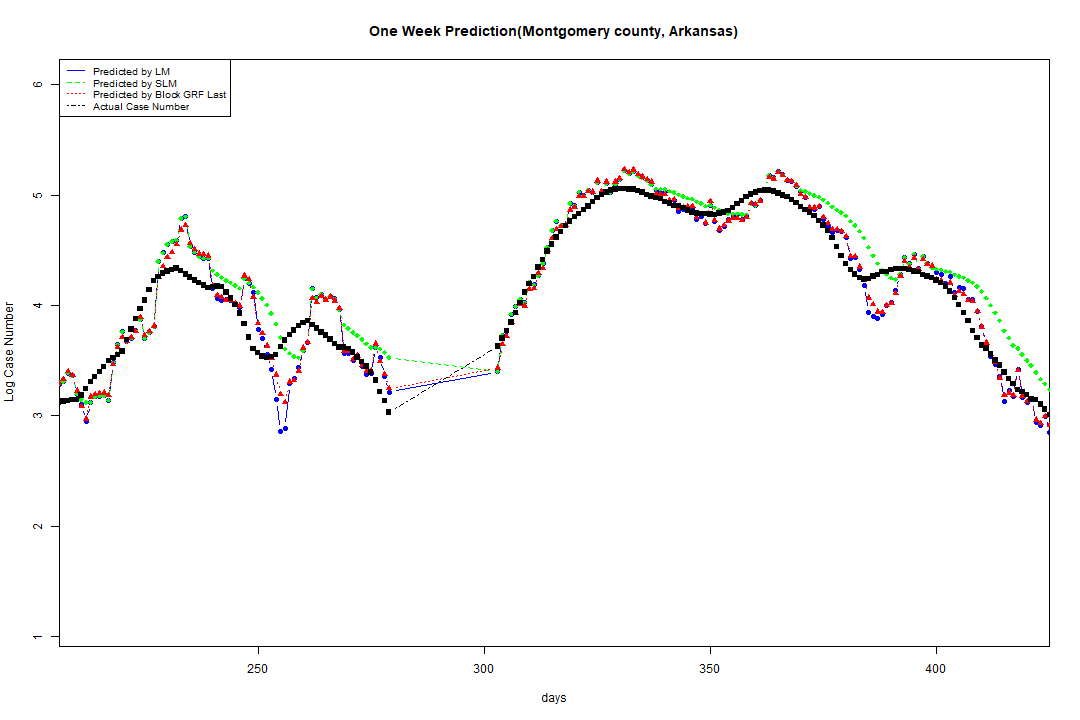 One Week Prediction(Montgomery county, Arkansas)
Predicted by LM
Predicted by SLM
Predicted by Block GRF Last
Actual Case Number
6
5
4
3
2
1
Log Case Number
250
300
350
400
days